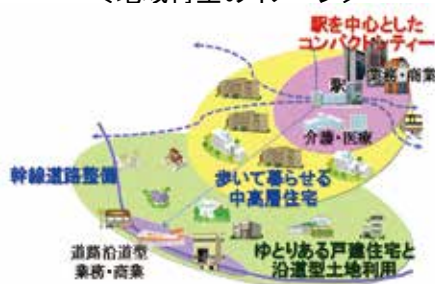 駅を中心とした
コンパクトシティー
業務・商業
駅
介護・医療
幹線道路整備
歩いて暮らせる
中高層住宅
道路沿道型
業務・商業
駅
ゆとりある戸建住宅と
沿道型土地利用